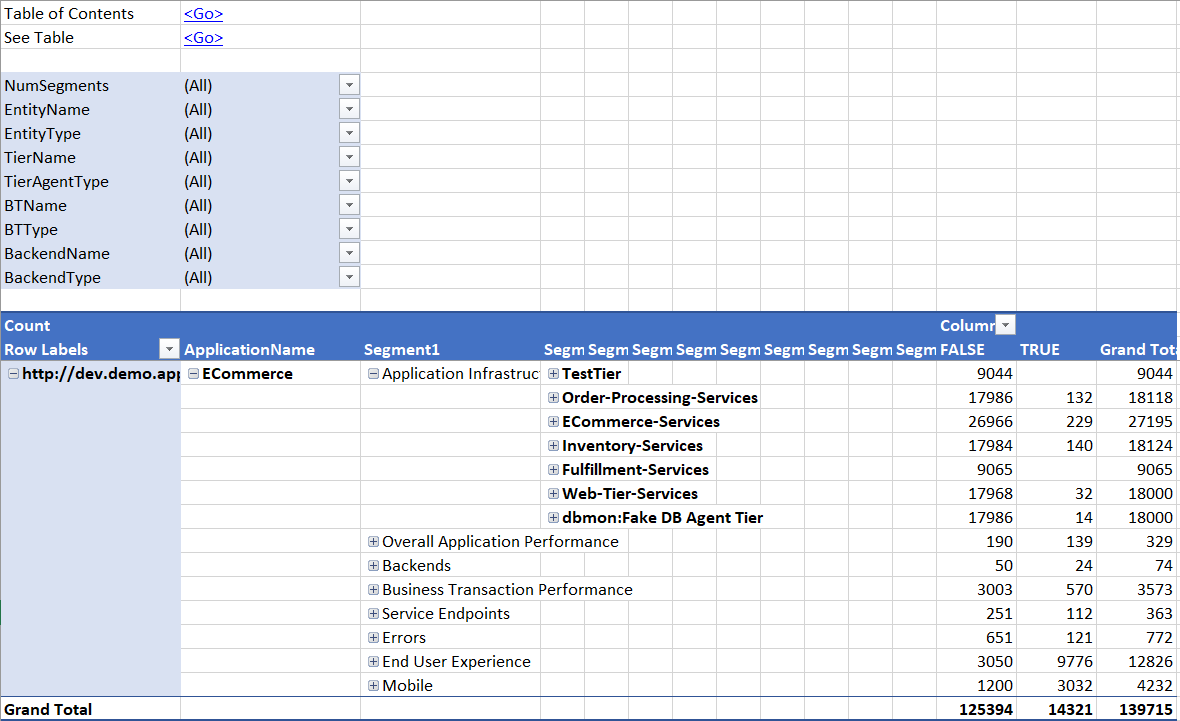 Table of Contents <Go>
See Table <Go>
NumSegments (All)
EntityName (All)
EntityType (All)
TierName (All)
TierAgentType (All)
BTName (All)
BTType (All)
BackendName (All)
BackendType (All)
Count Column
Row Labels ApplicationName Segment1 Segm Segm Segm Segm Segm Segm Segm Segm Segm FALSE TRUE Grand Tota
http://dev.demo.app ECommerce Application Infrastruc TestTier 9044 9044
Order-Processing-Services 17986 132 18118
ECommerce-Services 26966 229 27195
Inventory-Services 17984 140 18124
Fulfillment-Services 9065 9065
Web-Tier-Services 17968 32 18000
dbmon:Fake DB Agent Tier 17986 14 18000
Overall Application Performance 190 139 329
Backends 50 24 74
Business Transaction Performance 3003 570 3573
Service Endpoints 251 112 363
Errors 651 121 772
End User Experience 3050 9776 12826
Mobile 1200 3032 4232
Grand Total 125394 14321 139715